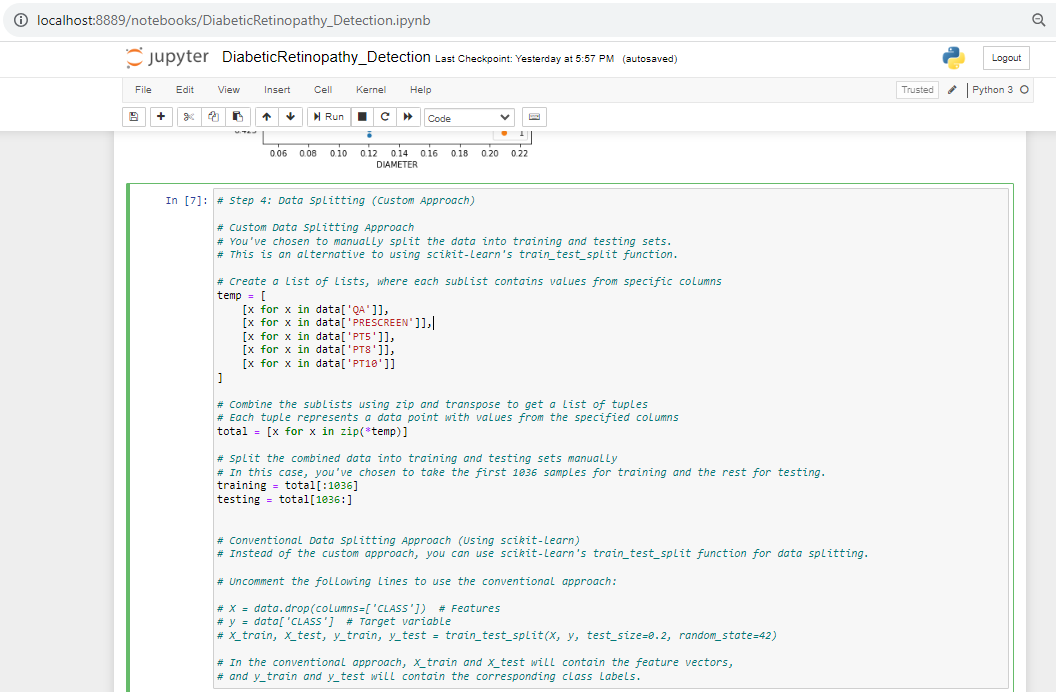 localhost:8889/notebooks/DiabeticRetinopathy_Detection.ipynb
jupyter DiabeticRetinopathy_Detection Last Checkpoint: Yesterday at 5:57 PM (autosaved)
Logout
File Edit View Insert Cell Kernel Help
Trusted Python 3
Run Code
1
0.06 0.08 0.10 0.12 0.14 0.16 0.18 0.20 0.22
DIAMETER
In [7]: # Step 4: Data Splitting (Custom Approach)
# Custom Data Splitting Approach
# You've chosen to manually split the data into training and testing sets.
# This is an alternative to using scikit-learn's train_test_split function.
# Create a list of lists, where each sublist contains values from specific columns
temp = [
[x for x in data['QA']],
[x for x in data['PRESCREEN']],
[x for x in data['PT5']],
[x for x in data['PT8']],
[x for x in data['PT10']]
]
# Combine the sublists using zip and transpose to get a list of tuples
# Each tuple represents a data point with values from the specified columns
total = [x for x in zip(*temp)]
# Split the combined data into training and testing sets manually
# In this case, you've chosen to take the first 1036 samples for training and the rest for testing.
training = total[:1036]
testing = total[1036:]
# Conventional Data Splitting Approach (Using scikit-learn)
# Instead of the custom approach, you can use scikit-learn's train_test_split function for data splitting.
# Uncomment the following lines to use the conventional approach:
# X = data.drop(columns=['CLASS']) # Features
# y = data['CLASS'] # Target variable
# X_train, X_test, y_train, y_test = train_test_split(X, y, test_size=0.2, random_state=42)
# In the conventional approach, X_train and X_test will contain the feature vectors,
# and y_train and y_test will contain the corresponding class labels.